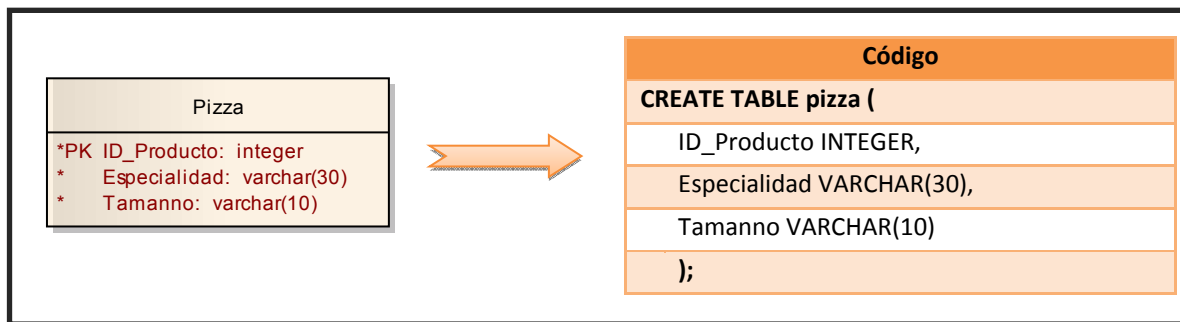 Pizza
*PK ID_Producto: integer
* Especialidad: varchar(30)
* Tamanno: varchar(10)
Código
CREATE TABLE pizza (
ID_Producto INTEGER,
Especialidad VARCHAR(30),
Tamanno VARCHAR(10)
);